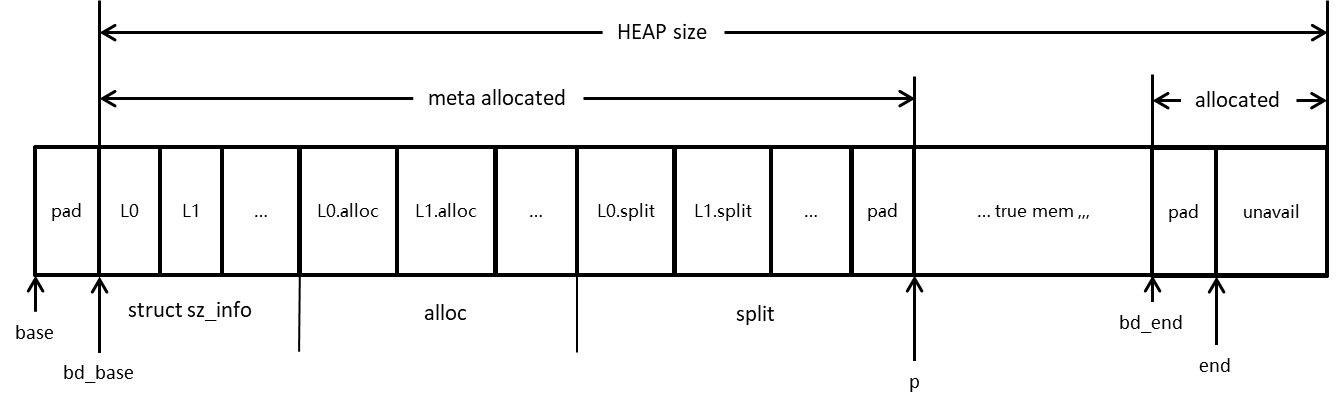 HEAP size
meta allocated
allocated
pad
L0
L1
...
L0.alloc
L1.alloc
...
L0.split
L1.split
...
pad
... true mem ,,,
pad
unavail
base
bd_base
struct sz_info
alloc
split
p
bd_end
end